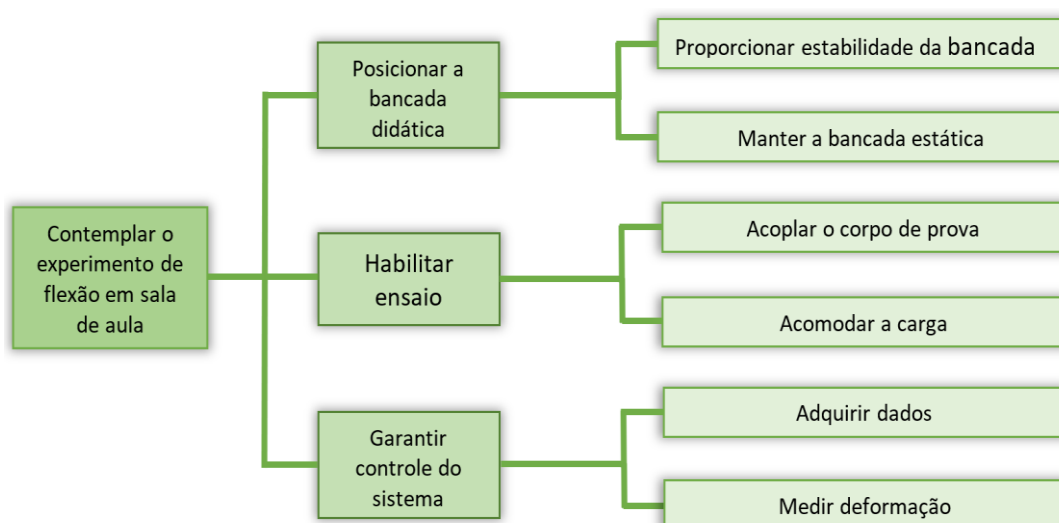 Contemplar o
experimento de
flexão em sala
de aula
Posicionar a
bancada
didática
Proporcionar estabilidade da bancada
Manter a bancada estática
Habilitar
ensaio
Acoplar o corpo de prova
Acomodar a carga
Garantir
controle do
sistema
Adquirir dados
Medir deformação